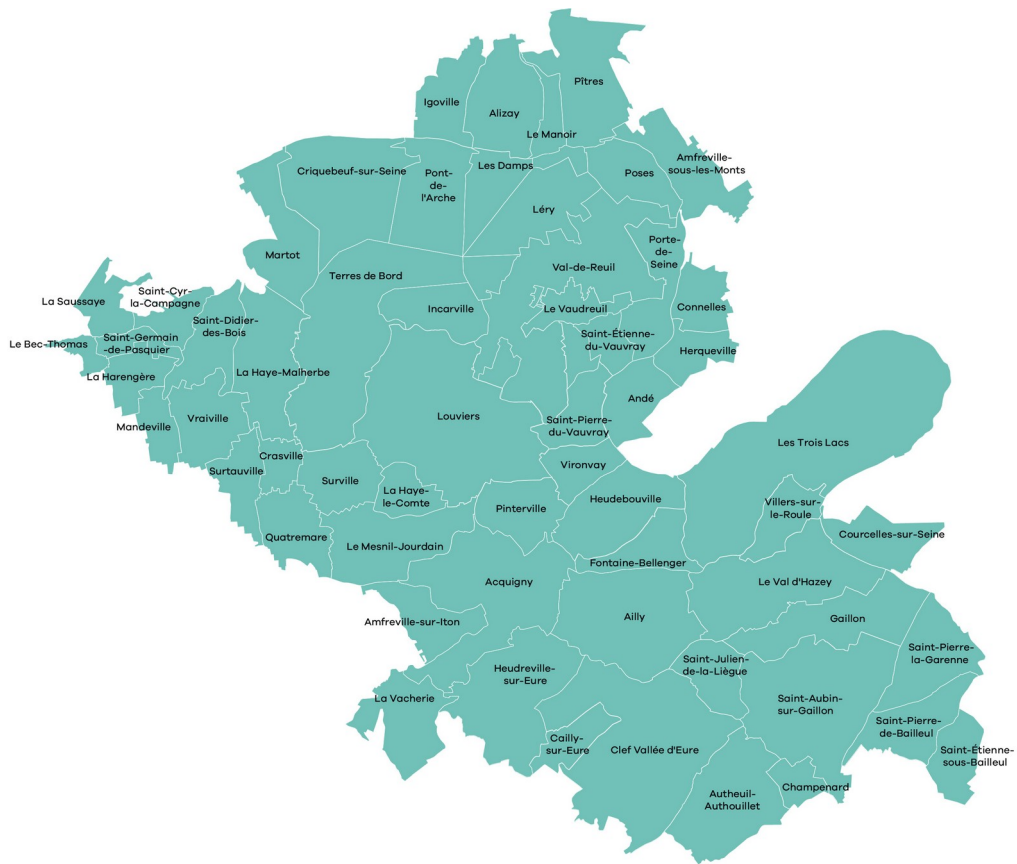 Pîtres
Igoville
Alizay
Le Manoir
Amfreville-
sous-les-Monts
Les Damps
Criquebeuf-sur-Seine
Pont-
de-
l'Arche
Poses
Léry
Porte-
de-
Seine
Martot
Val-de-Reuil
Terres de Bord
Saint-Cyr-
la-Campagne
La Saussaye
Connelles
Incarville
Le Vaudreuil
Saint-Didier-
des-Bois
Saint-Étienne-
du-Vauvray
Saint-Germain
-de-Pasquier
Le Bec-Thomas
Herqueville
La Haye-Malherbe
La Harengère
Andé
Louviers
Vraiville
Saint-Pierre-
du-Vauvray
Mandeville
Les Trois Lacs
Crasville
Vironvay
Surtauville
Surville
La Haye-
le-Comte
Heudebouville
Villers-sur-
le-Roule
Pinterville
Courcelles-sur-Seine
Quatremare
Le Mesnil-Jourdain
Fontaine-Bellenger
Acquigny
Le Val d'Hazey
Ailly
Gaillon
Amfreville-sur-Iton
Saint-Pierre-
la-Garenne
Saint-Julien-
de-la-Liègue
Heudreville-
sur-Eure
La Vacherie
Saint-Aubin-
sur-Gaillon
Saint-Pierre-
de-Bailleul
Cailly-
sur-Eure
Clef Vallée d'Eure
Saint-Étienne-
sous-Bailleul
Champenard
Autheuil-
Authouillet